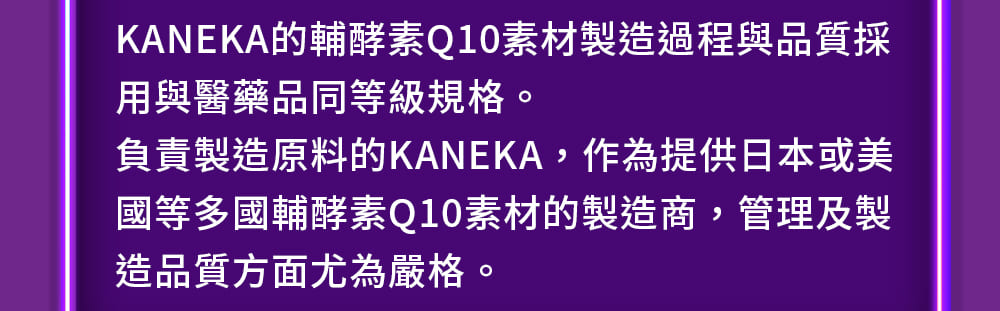 KANEKA的輔酵素Q10素材製造過程與品質採
用與醫藥品同等級規格。
負責製造原料的KANEKA，作為提供日本或美
國等多國輔酵素Q10素材的製造商，管理及製
造品質方面尤為嚴格。